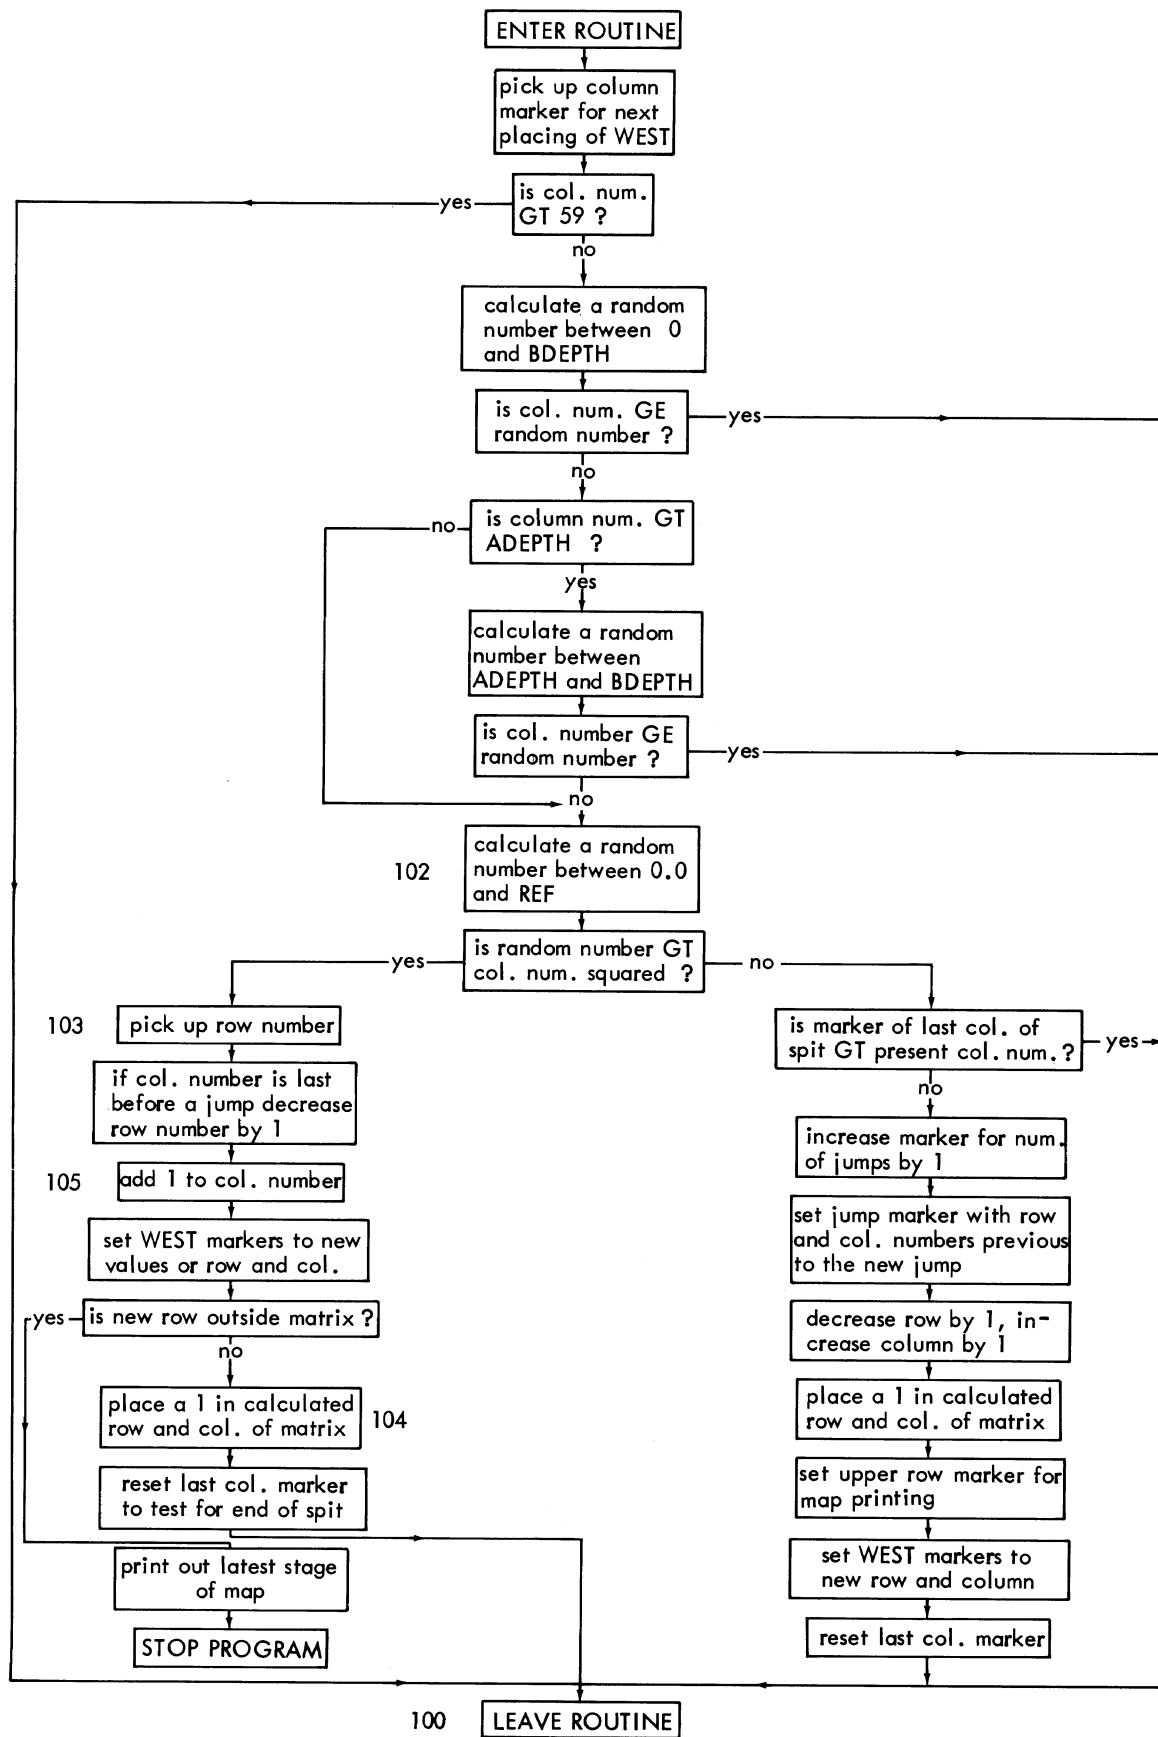 ENTER ROUTINE
pick up column
marker for next
placing of WEST
is col. num.
GT 59 ?
yes
no
calculate a random
number between 0
and BDEPTH
is col. num. GE
random number ?
yes
no
is column num. GT
ADEPTH ?
no
yes
calculate a random
number between
ADEPTH and BDEPTH
is col. number GE
random number ?
yes
no
102
calculate a random
number between 0.0
and REF
is random number GT
col. num. squared ?
yes
no
103
pick up row number
if col. number is last
before a jump decrease
row number by 1
105
add 1 to col. number
set WEST markers to new
values or row and col.
is new row outside matrix ?
yes
no
place a 1 in calculated
row and col. of matrix
104
reset last col. marker
to test for end of spit
print out latest stage
of map
STOP PROGRAM
is marker of last col. of
spit GT present col. num. ?
yes
no
increase marker for num.
of jumps by 1
set jump marker with row
and col. numbers previous
to the new jump
decrease row by 1, in-
crease column by 1
place a 1 in calculated
row and col. of matrix
set upper row marker for
map printing
set WEST markers to
new row and column
reset last col. marker
100
LEAVE ROUTINE